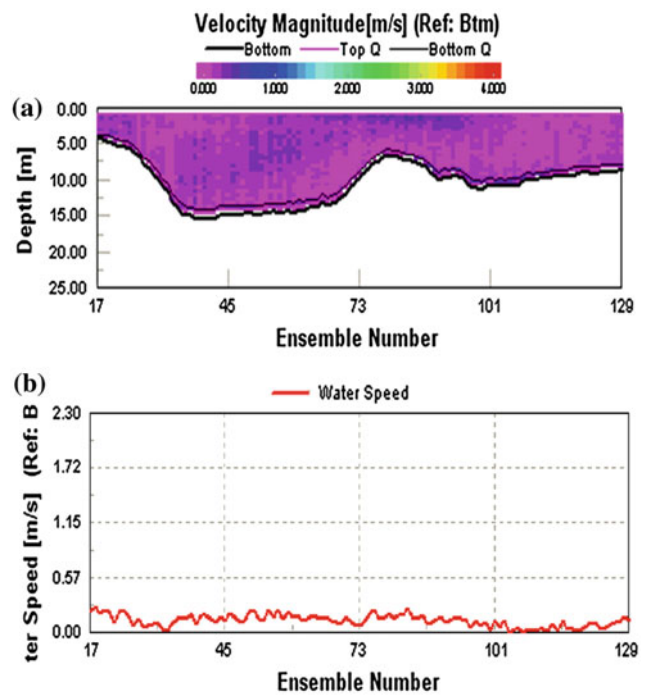 Velocity Magnitude[m/s] (Ref: Btm)
Bottom Top Q Bottom Q
0.000 1.000 2.000 3.000 4.000
(a)
0.00
5.00
10.00
15.00
20.00
25.00
Depth [m]
17 45 73 101 129
Ensemble Number
(b)
Water Speed
2.30
1.72
1.15
0.57
0.00
ter Speed [m/s] (Ref: B
17 45 73 101 129
Ensemble Number